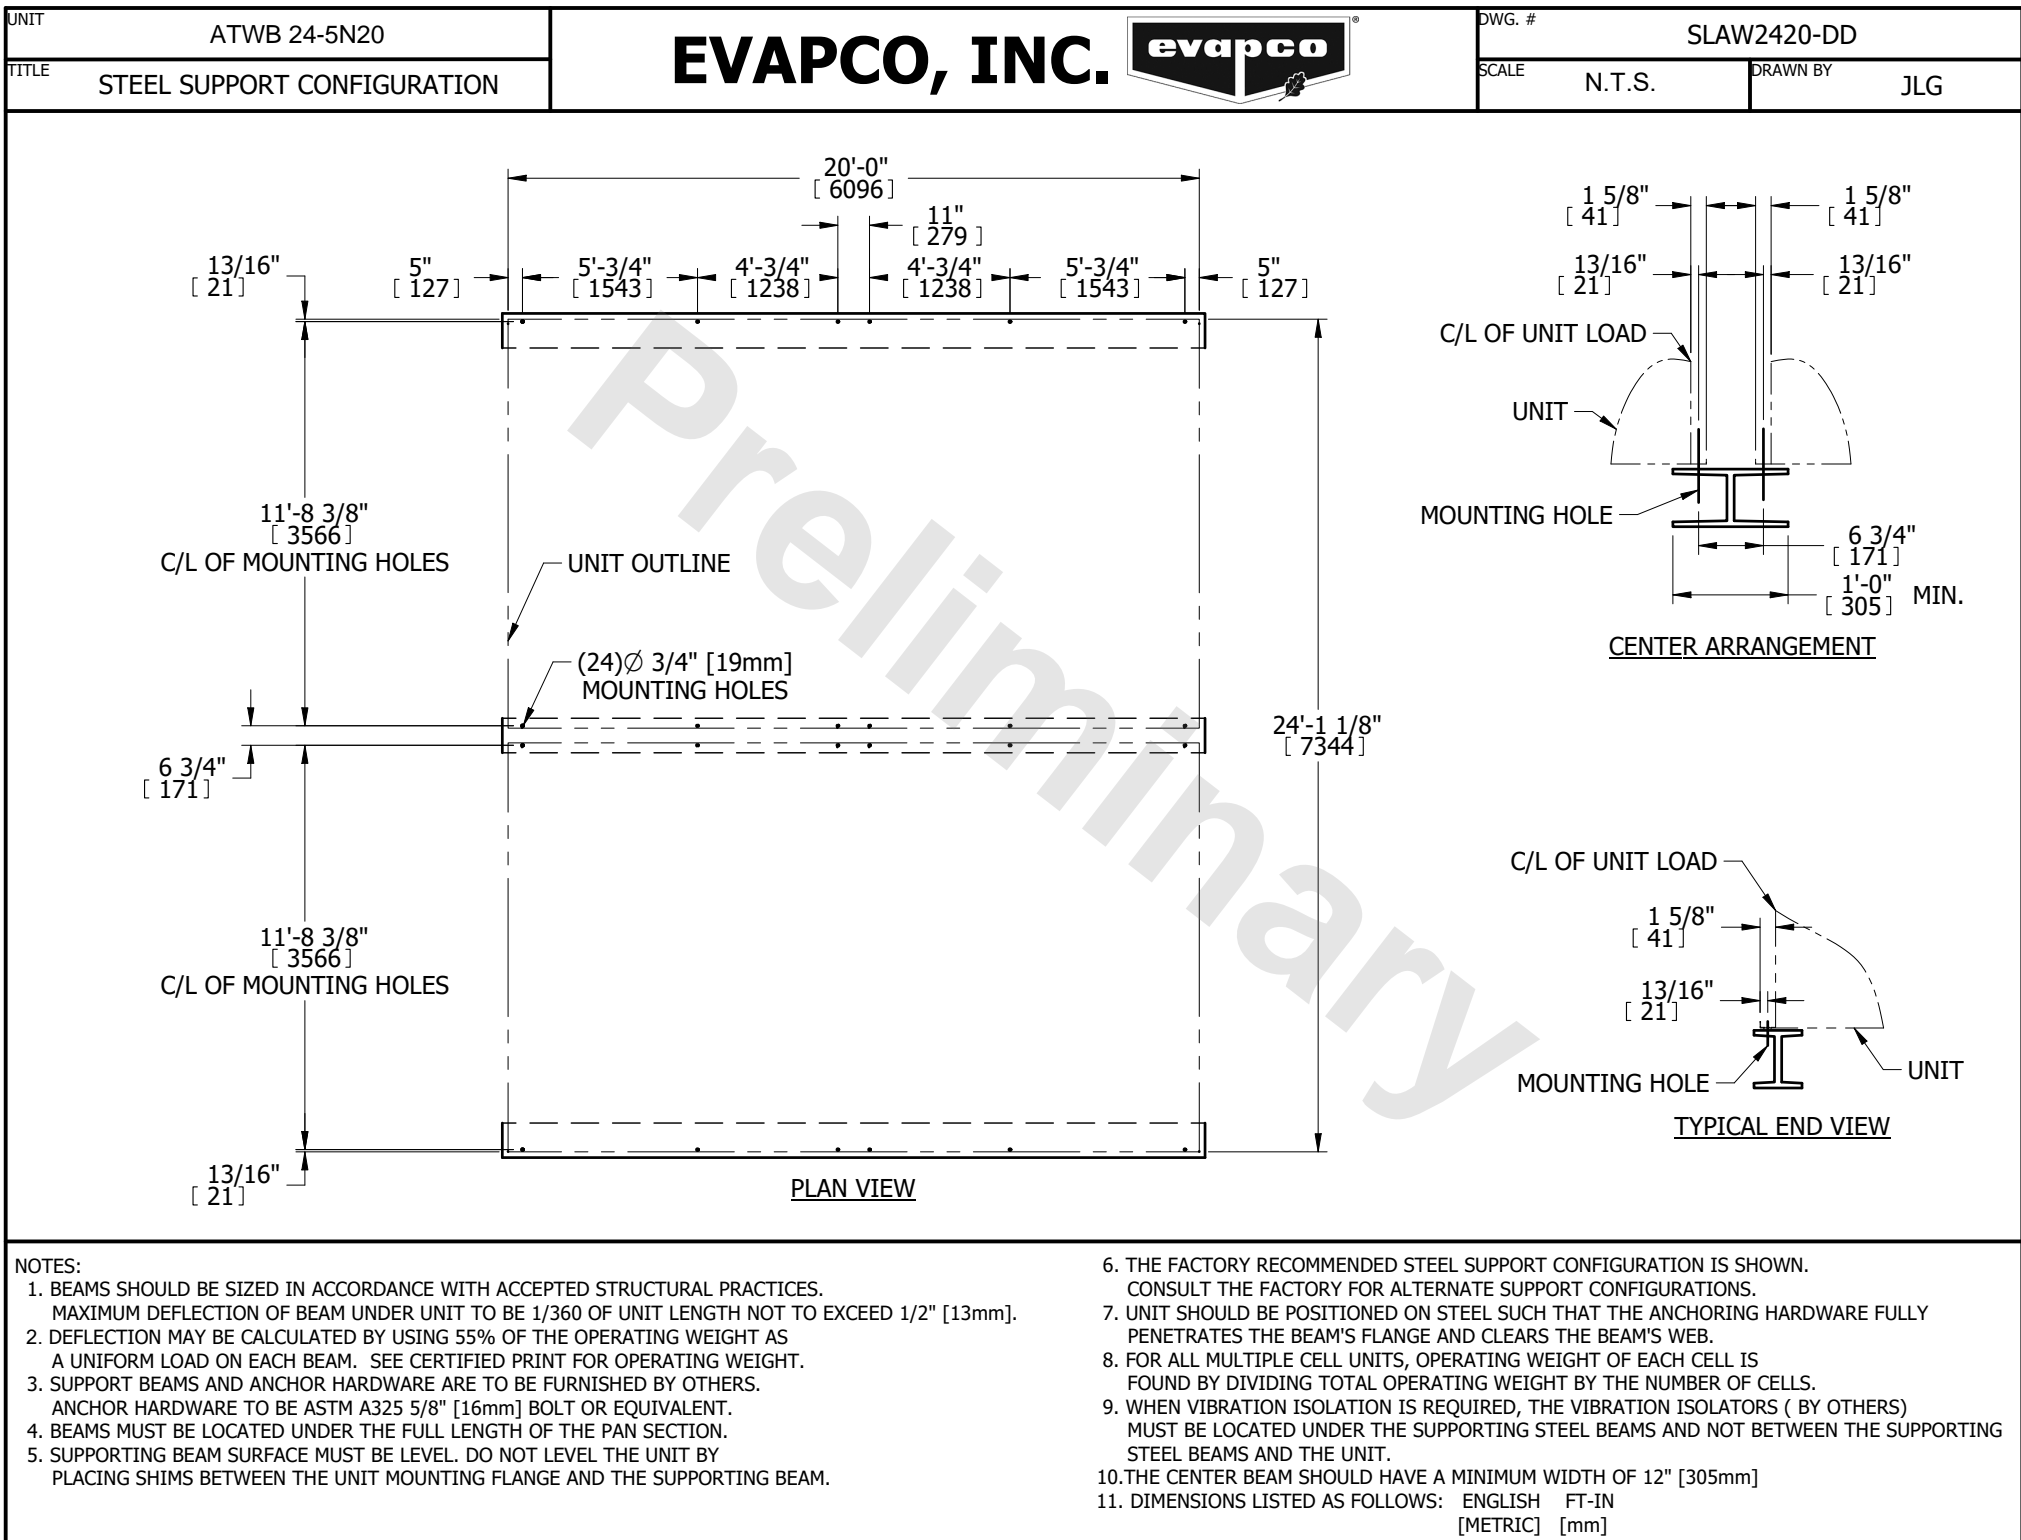 UNIT
ATWB 24-5N20
TITLE
STEEL SUPPORT CONFIGURATION
EVAPCO, INC.
evapco
®
DWG. #
SLAW2420-DD
SCALE
N.T.S.
DRAWN BY
JLG
20'-0"
[ 6096 ]
11"
[ 279 ]
13/16"
[ 21 ]
5"
[ 127 ]
5'-3/4"
[ 1543 ]
4'-3/4"
[ 1238 ]
4'-3/4"
[ 1238 ]
5'-3/4"
[ 1543 ]
5"
[ 127 ]
11'-8 3/8"
[ 3566 ]
C/L OF MOUNTING HOLES
UNIT OUTLINE
(24)∅ 3/4" [19mm]
MOUNTING HOLES
6 3/4"
[ 171 ]
24'-1 1/8"
[ 7344 ]
11'-8 3/8"
[ 3566 ]
C/L OF MOUNTING HOLES
13/16"
[ 21 ]
PLAN VIEW
Preliminary
1 5/8"
[ 41 ]
1 5/8"
[ 41 ]
13/16"
[ 21 ]
13/16"
[ 21 ]
C/L OF UNIT LOAD
UNIT
MOUNTING HOLE
6 3/4"
[ 171 ]
1'-0"
[ 305 ]
MIN.
CENTER ARRANGEMENT
C/L OF UNIT LOAD
1 5/8"
[ 41 ]
13/16"
[ 21 ]
MOUNTING HOLE
UNIT
TYPICAL END VIEW
NOTES:
1. BEAMS SHOULD BE SIZED IN ACCORDANCE WITH ACCEPTED STRUCTURAL PRACTICES.
MAXIMUM DEFLECTION OF BEAM UNDER UNIT TO BE 1/360 OF UNIT LENGTH NOT TO EXCEED 1/2" [13mm].
2. DEFLECTION MAY BE CALCULATED BY USING 55% OF THE OPERATING WEIGHT AS
A UNIFORM LOAD ON EACH BEAM. SEE CERTIFIED PRINT FOR OPERATING WEIGHT.
3. SUPPORT BEAMS AND ANCHOR HARDWARE ARE TO BE FURNISHED BY OTHERS.
ANCHOR HARDWARE TO BE ASTM A325 5/8" [16mm] BOLT OR EQUIVALENT.
4. BEAMS MUST BE LOCATED UNDER THE FULL LENGTH OF THE PAN SECTION.
5. SUPPORTING BEAM SURFACE MUST BE LEVEL. DO NOT LEVEL THE UNIT BY
PLACING SHIMS BETWEEN THE UNIT MOUNTING FLANGE AND THE SUPPORTING BEAM.
6. THE FACTORY RECOMMENDED STEEL SUPPORT CONFIGURATION IS SHOWN.
CONSULT THE FACTORY FOR ALTERNATE SUPPORT CONFIGURATIONS.
7. UNIT SHOULD BE POSITIONED ON STEEL SUCH THAT THE ANCHORING HARDWARE FULLY
PENETRATES THE BEAM'S FLANGE AND CLEARS THE BEAM'S WEB.
8. FOR ALL MULTIPLE CELL UNITS, OPERATING WEIGHT OF EACH CELL IS
FOUND BY DIVIDING TOTAL OPERATING WEIGHT BY THE NUMBER OF CELLS.
9. WHEN VIBRATION ISOLATION IS REQUIRED, THE VIBRATION ISOLATORS ( BY OTHERS)
MUST BE LOCATED UNDER THE SUPPORTING STEEL BEAMS AND NOT BETWEEN THE SUPPORTING
STEEL BEAMS AND THE UNIT.
10.THE CENTER BEAM SHOULD HAVE A MINIMUM WIDTH OF 12" [305mm]
11. DIMENSIONS LISTED AS FOLLOWS: ENGLISH FT-IN
[METRIC] [mm]